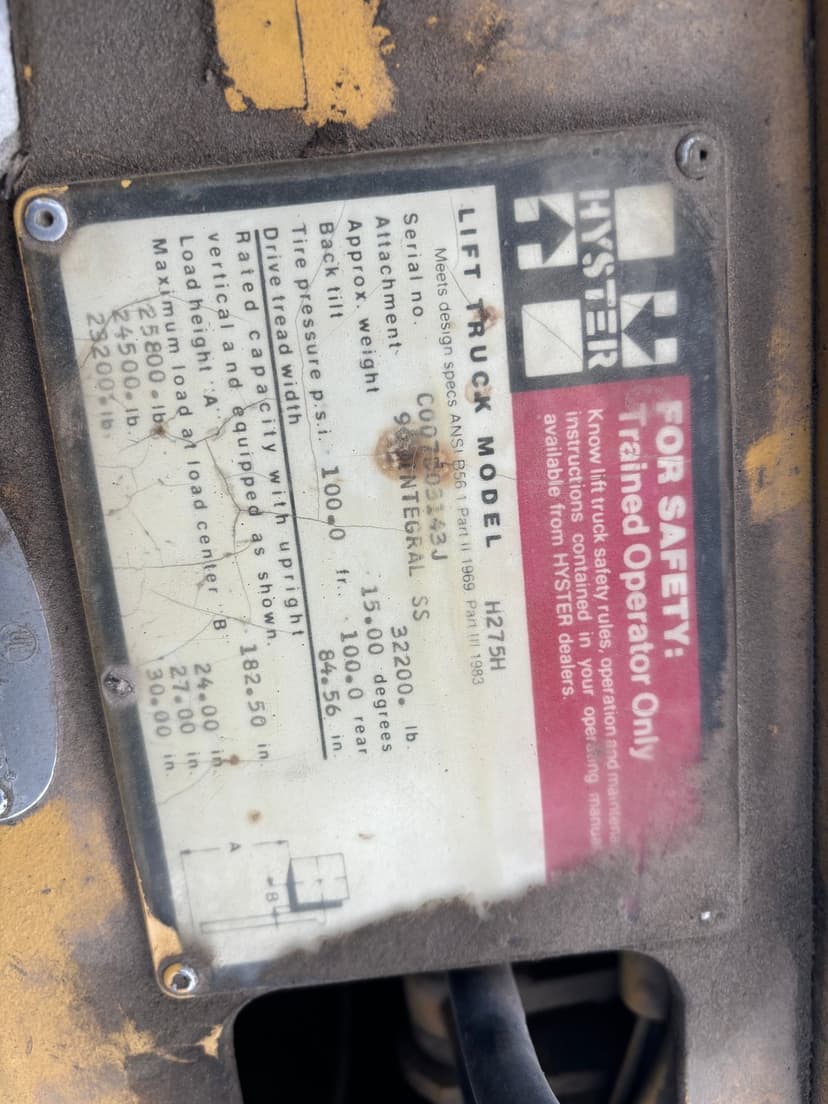 HYSTER
FOR SAFETY:
Trained Operator Only
Know lift truck safety rules, operation and
instructions contained in your operating
available from HYSTER dealers.
LIFT TRUCK MODEL H275H
Meets design specs ANSI B56.1 Part II 1969 Part III 1983
Serial no.
Attachment INTEGRAL SS
Approx. weight 32200. lb.
Back tilt 15.00 degrees
Tire pressure p.s.i. 100.0 fr. 100.0 rear
Drive tread width 84.56 in.
Rated capacity with upright
vertical and equipped as shown.
Load height "A" 182.50 in.
Maximum load at load center B
25800. lb. 24.00 in.
24500. lb. 27.00 in.
23200. lb. 30.00 in.
A
B